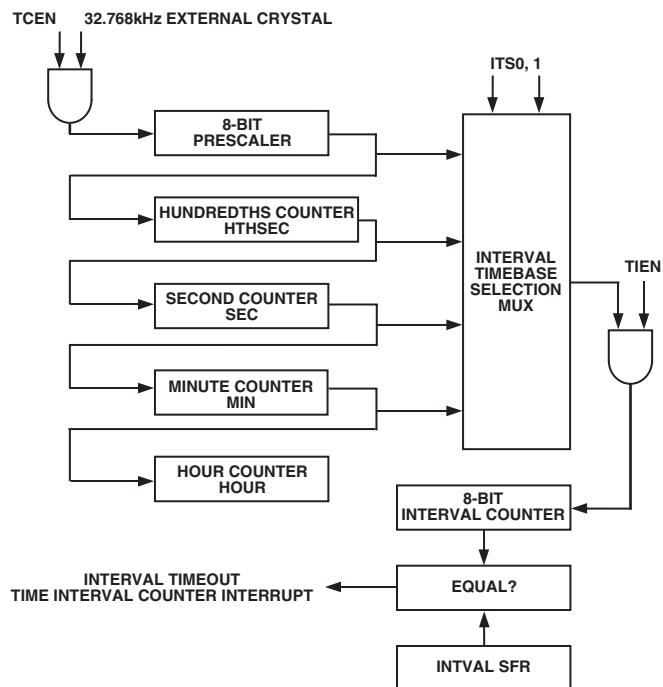 TCEN 32.768kHz EXTERNAL CRYSTAL
ITS0, 1
8-BIT
PRESCALER
HUNDREDTHS COUNTER
HTHSEC
INTERVAL
TIMEBASE
SELECTION
MUX
TIEN
SECOND COUNTER
SEC
MINUTE COUNTER
MIN
HOUR COUNTER
HOUR
8-BIT
INTERVAL COUNTER
INTERVAL TIMEOUT
TIME INTERVAL COUNTER INTERRUPT
EQUAL?
INTVAL SFR